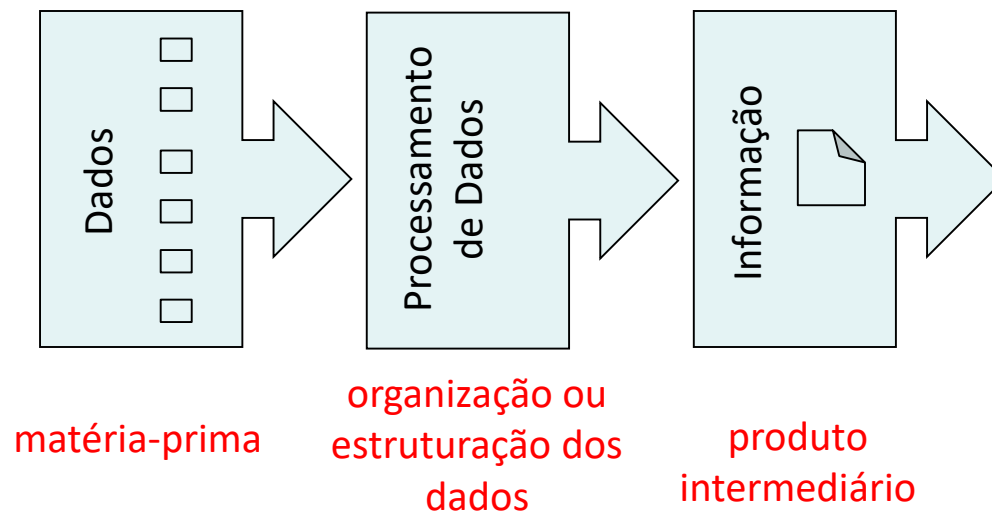 Dados
Processamento
de Dados
Informação
matéria-prima
organização ou
estruturação dos
dados
produto
intermediário